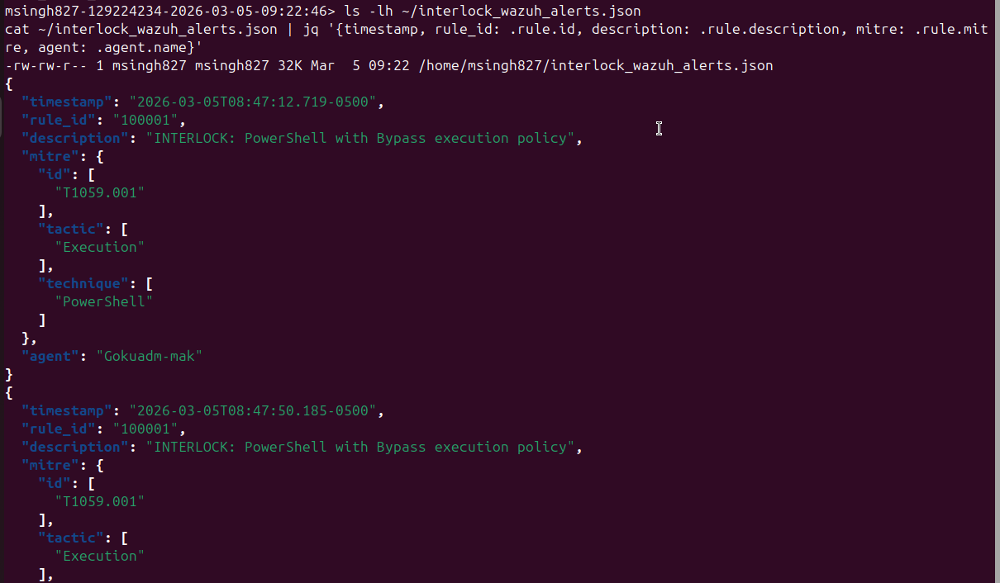 msingh827-129224234-2026-03-05-09:22:46> ls -lh ~/interlock_wazuh_alerts.json
cat ~/interlock_wazuh_alerts.json | jq '{timestamp, rule_id: .rule.id, description: .rule.description, mitre: .rule.mit
re, agent: .agent.name}'
-rw-rw-r-- 1 msingh827 msingh827 32K Mar  5 09:22 /home/msingh827/interlock_wazuh_alerts.json
{
  "timestamp": "2026-03-05T08:47:12.719-0500",
  "rule_id": "100001",
  "description": "INTERLOCK: PowerShell with Bypass execution policy",
  "mitre": {
    "id": [
      "T1059.001"
    ],
    "tactic": [
      "Execution"
    ],
    "technique": [
      "PowerShell"
    ]
  },
  "agent": "Gokuadm-mak"
}
{
  "timestamp": "2026-03-05T08:47:50.185-0500",
  "rule_id": "100001",
  "description": "INTERLOCK: PowerShell with Bypass execution policy",
  "mitre": {
    "id": [
      "T1059.001"
    ],
    "tactic": [
      "Execution"
    ],